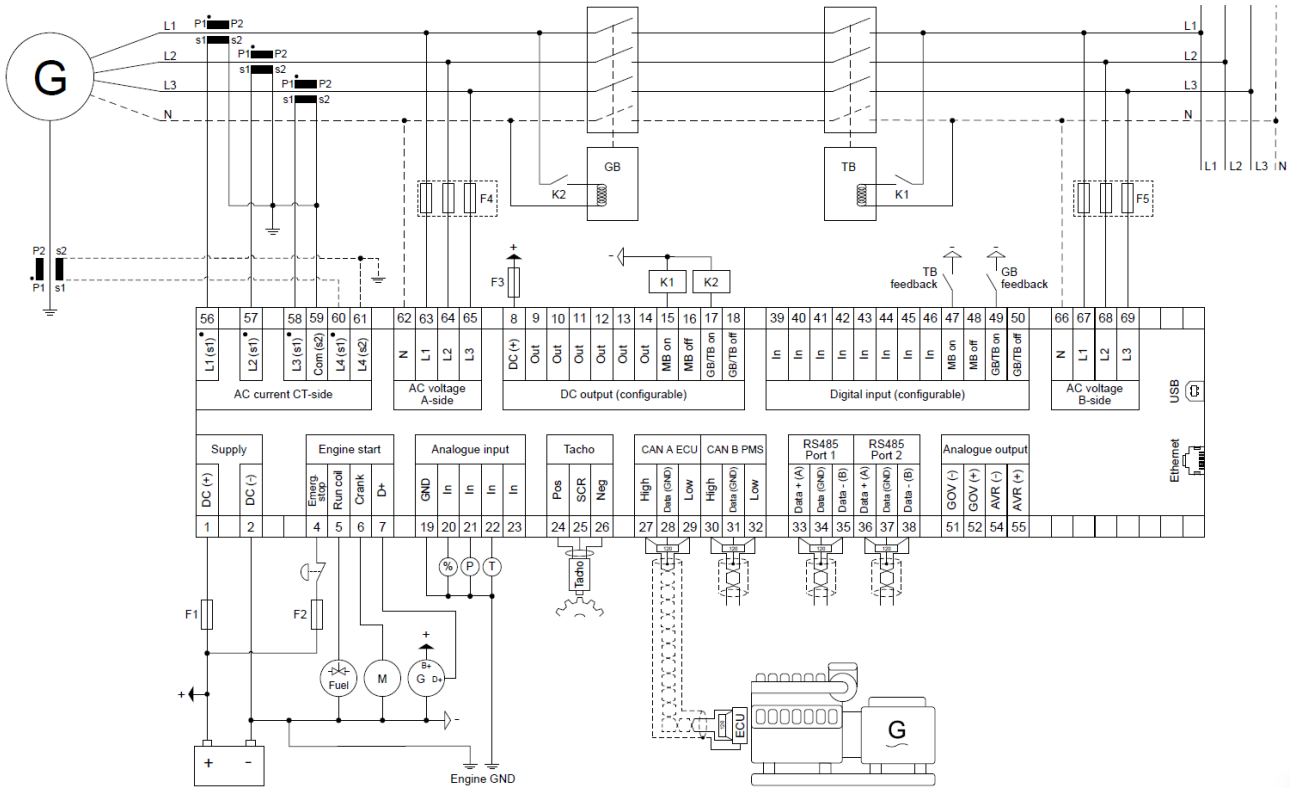 L1 P1 P2 L1
s1 s2
L2 P1 P2 L2
s1 s2
G
L3 P1 P2 L3
s1 s2
N N
GB TB
L1 L2 L3 N
K2 K1
F4 F5
P2 s2
P1 s1
F3
+
-
K1 K2
TB
feedback
-
GB
feedback
-
56 57 58 59 60 61 62 63 64 65 8 9 10 11 12 13 14 15 16 17 18 39 40 41 42 43 44 45 46 47 48 49 50 66 67 68 69
L1 (s1)
L2 (s1)
L3 (s1)
Com (s2)
L4 (s1)
L4 (s2)
AC current CT-side
N
L1
L2
L3
AC voltage
A-side
DC (+)
Out
Out
Out
Out
Out
Out
MB on
MB off
GB/TB on
GB/TB off
DC output (configurable)
In
In
In
In
In
In
In
In
MB on
MB off
GB/TB on
GB/TB off
Digital input (configurable)
N
L1
L2
L3
AC voltage
B-side
USB
Ethernet
Supply
DC (+)
DC (-)
Engine start
Emerg.
stop
Run coil
Crank
D+
Analogue input
GND
In
In
In
In
Tacho
Pos
SCR
Neg
CAN A ECU
High
Data (GND)
Low
CAN B PMS
High
Data (GND)
Low
RS485
Port 1
Data + (A)
Data (GND)
Data - (B)
RS485
Port 2
Data + (A)
Data (GND)
Data - (B)
Analogue output
GOV (-)
GOV (+)
AVR (-)
AVR (+)
1 2 4 5 6 7 19 20 21 22 23 24 25 26 27 28 29 30 31 32 33 34 35 36 37 38 51 52 54 55
120 120 120 120
% P T
Tacho
F1 F2
+
B+
G D+
Fuel M
+
-
+ -
Engine GND
120
ECU
G